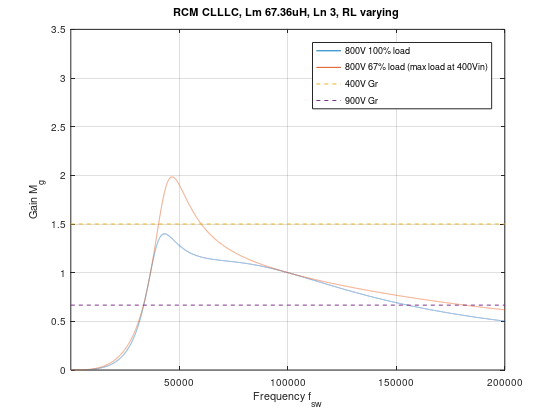 RCM CLLLC, Lm 67.36uH, Ln 3, RL varying
3.5
3
2.5
2
1.5
1
0.5
0
Gain Mg
800V 100% load
800V 67% load (max load at 400Vin)
400V Gr
900V Gr
50000 100000 150000 200000
Frequency fsw